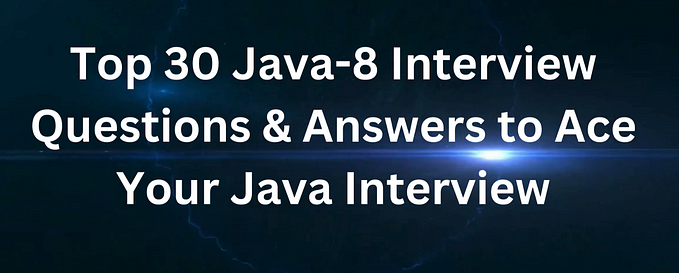 Top 30 Java-8 Interview
Questions & Answers to Ace
Your Java Interview